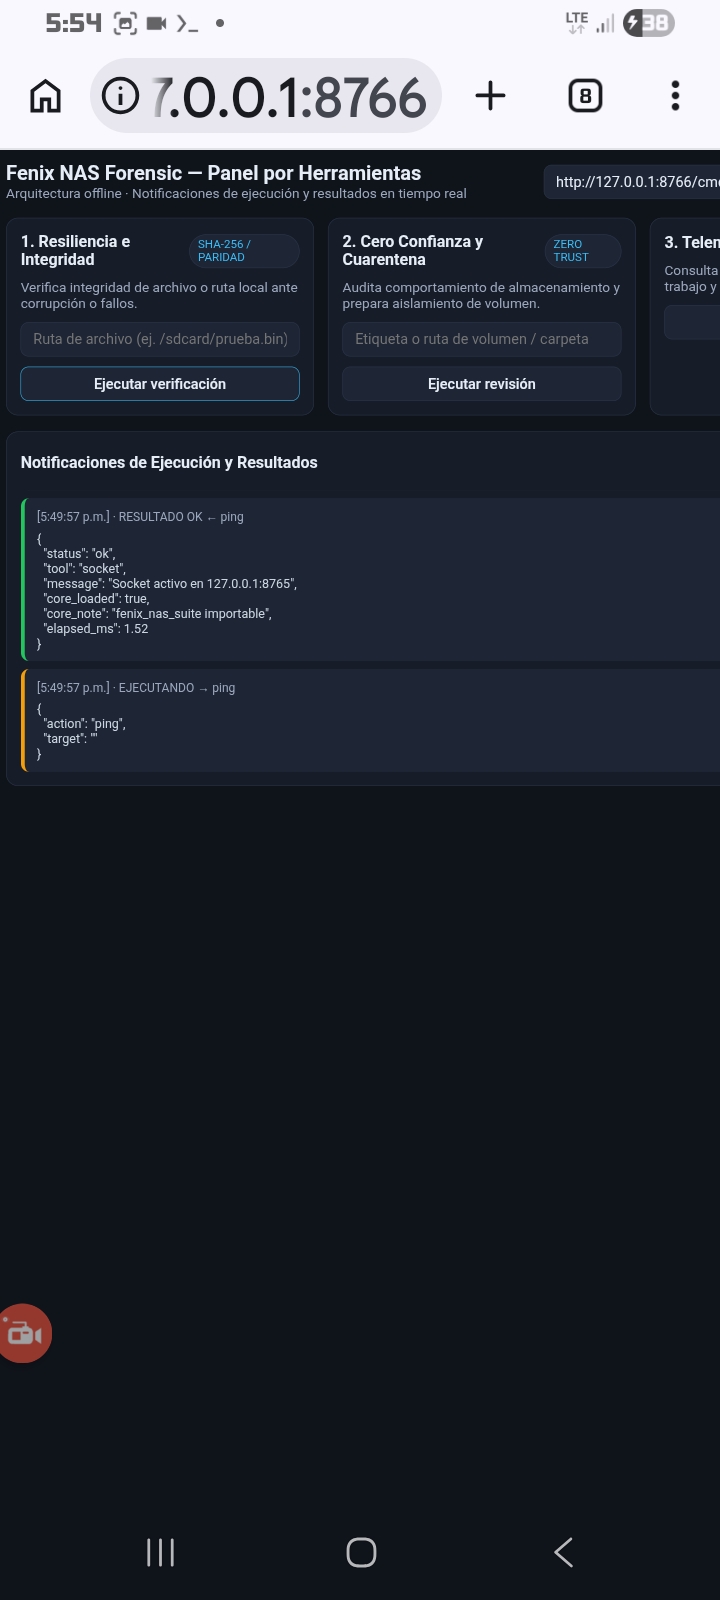 5:54
LTE
38
7.0.0.1:8766
8
Fenix NAS Forensic — Panel por Herramientas
Arquitectura offline · Notificaciones de ejecución y resultados en tiempo real
http://127.0.0.1:8766/cm
1. Resiliencia e
Integridad
SHA-256 /
PARIDAD
Verifica integridad de archivo o ruta local ante
corrupción o fallos.
Ruta de archivo (ej. /sdcard/prueba.bin)
Ejecutar verificación
2. Cero Confianza y
Cuarentena
ZERO
TRUST
Audita comportamiento de almacenamiento y
prepara aislamiento de volumen.
Etiqueta o ruta de volumen / carpeta
Ejecutar revisión
3. Telen
Consulta
trabajo y
Notificaciones de Ejecución y Resultados
[5:49:57 p.m.] · RESULTADO OK ← ping
{
"status": "ok",
"tool": "socket",
"message": "Socket activo en 127.0.0.1:8765",
"core_loaded": true,
"core_note": "fenix_nas_suite importable",
"elapsed_ms": 1.52
}
[5:49:57 p.m.] · EJECUTANDO → ping
{
"action": "ping",
"target": ""
}